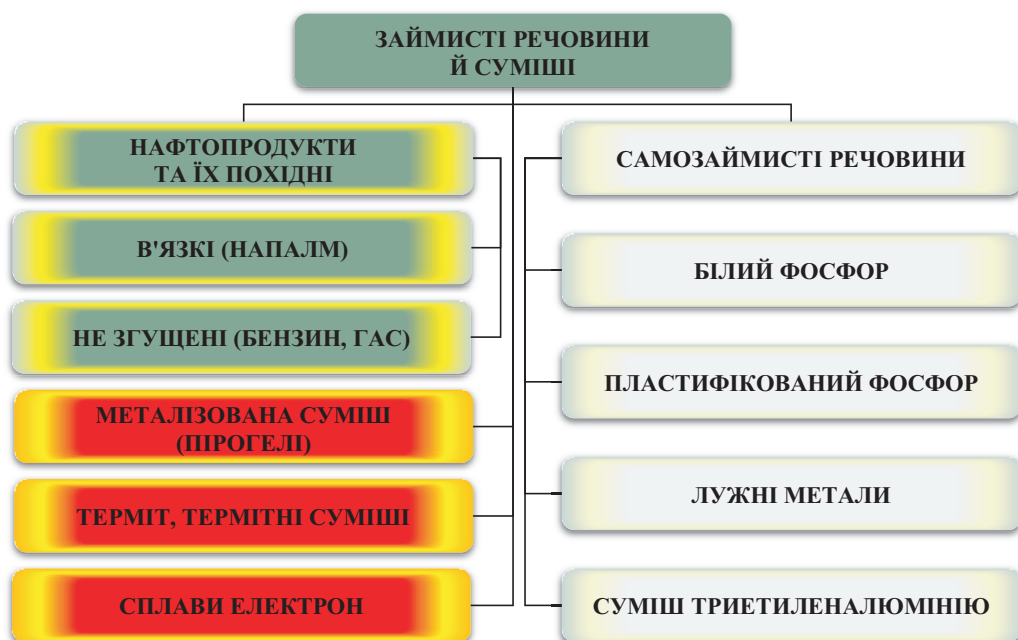 ЗАЙМИСТІ РЕЧОВИНИ
Й СУМІШІ
НАФТОПРОДУКТИ
ТА ЇХ ПОХІДНІ
В'ЯЗКІ (НАПАЛМ)
НЕ ЗГУЩЕНІ (БЕНЗИН, ГАС)
МЕТАЛІЗОВАНА СУМІШ
(ПІРОГЕЛІ)
ТЕРМІТ, ТЕРМІТНІ СУМІШІ
СПЛАВИ ЕЛЕКТРОН
САМОЗАЙМИСТІ РЕЧОВИНИ
БІЛИЙ ФОСФОР
ПЛАСТИФІКОВАНИЙ ФОСФОР
ЛУЖНІ МЕТАЛИ
СУМІШ ТРИЕТИЛЕНАЛЮМІНІЮ